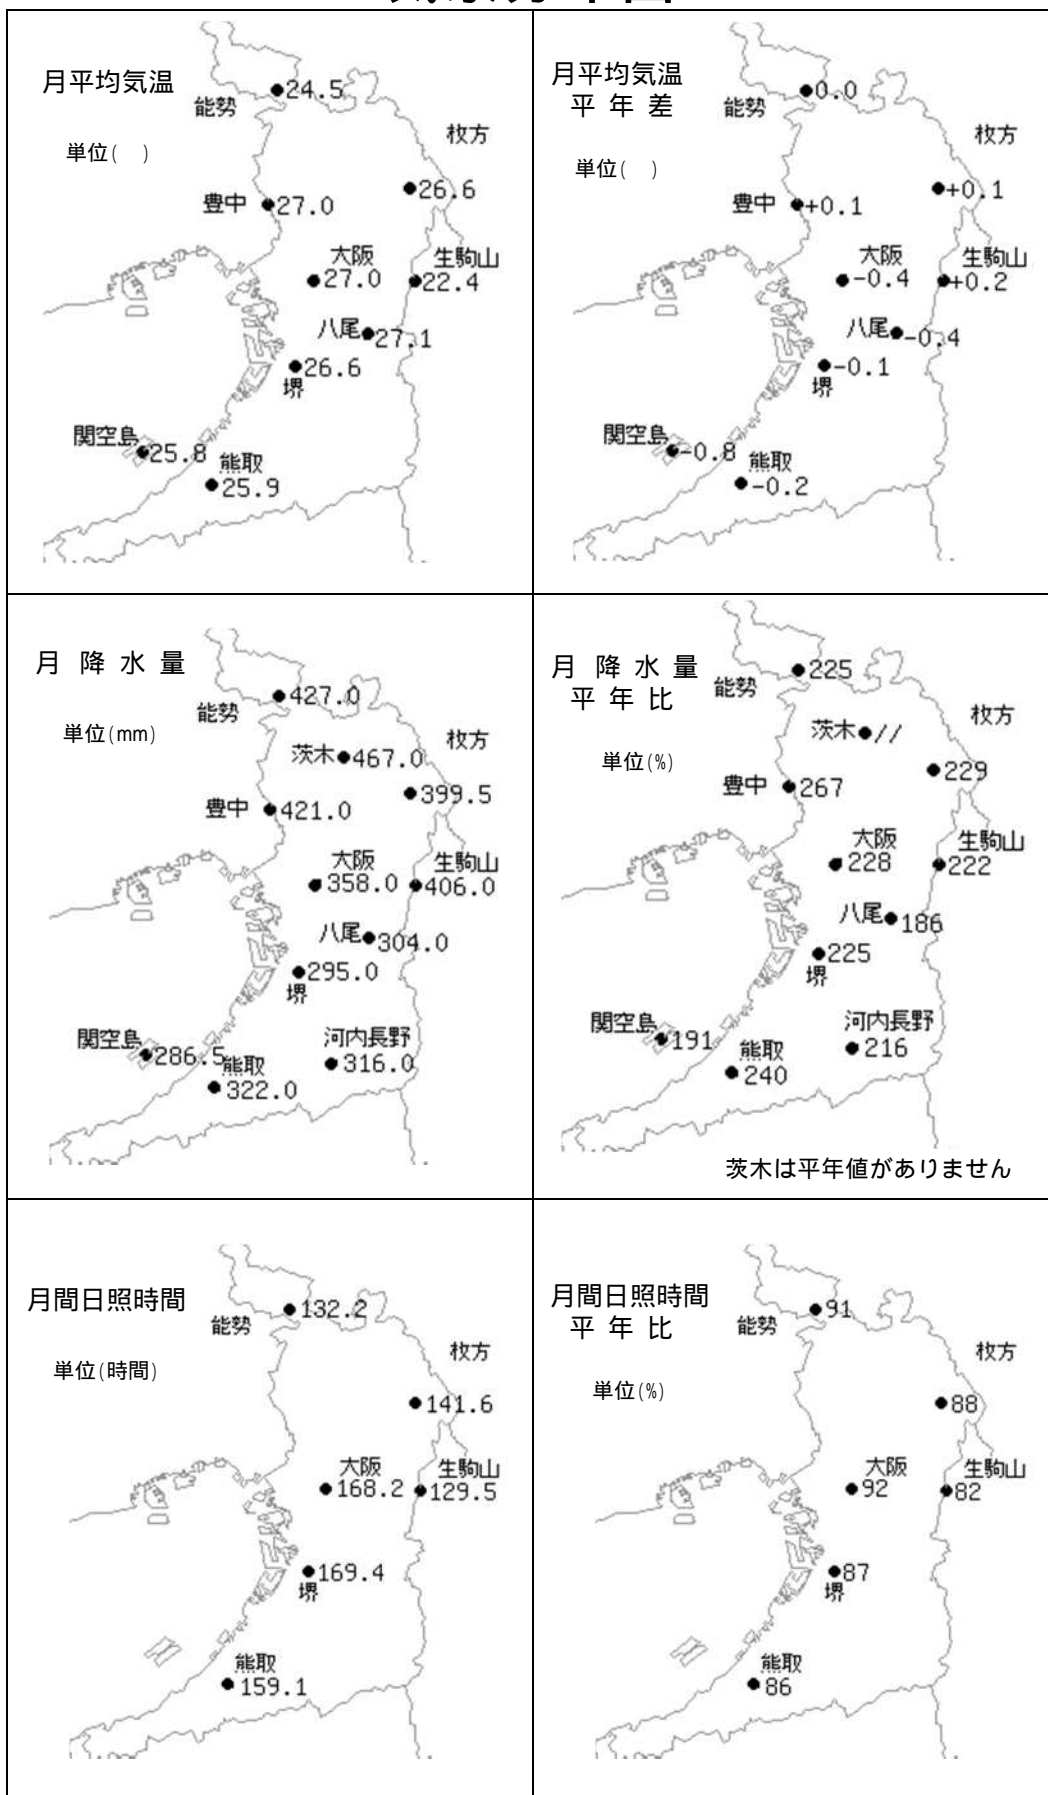 月平均気温
単位( )
能勢
24.5
枚方
26.6
豊中
27.0
大阪
27.0
生駒山
22.4
八尾
27.1
26.6
堺
関空島
25.8
熊取
25.9
月平均気温
平年差
単位( )
能勢
0.0
枚方
+0.1
豊中
+0.1
大阪
-0.4
生駒山
+0.2
八尾
-0.4
-0.1
堺
関空島
-0.8
熊取
-0.2
月降水量
単位(mm)
能勢
427.0
茨木
467.0
枚方
399.5
豊中
421.0
大阪
358.0
生駒山
406.0
八尾
304.0
295.0
堺
関空島
286.5
熊取
322.0
河内長野
316.0
月降水量
平年比
単位(%)
能勢
225
茨木
//
枚方
229
豊中
267
大阪
228
生駒山
222
八尾
186
225
堺
関空島
191
熊取
240
河内長野
216
茨木は平年値がありません
月間日照時間
単位(時間)
能勢
132.2
枚方
141.6
大阪
168.2
生駒山
129.5
169.4
堺
熊取
159.1
月間日照時間
平年比
単位(%)
能勢
91
枚方
88
大阪
92
生駒山
82
87
堺
熊取
86